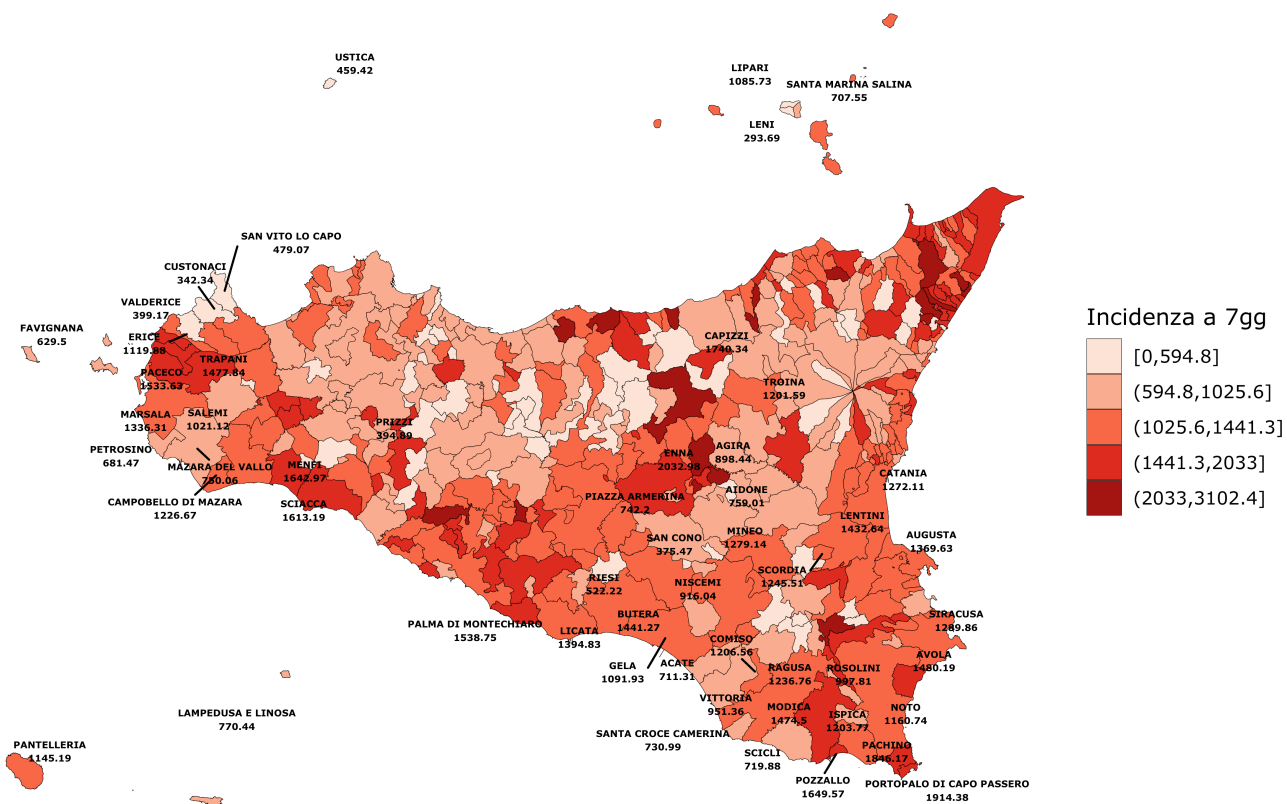 USTICA
459.42
LIPARI
1085.73
SANTA MARINA SALINA
707.55
LENI
293.69
SAN VITO LO CAPO
479.07
CUSTONACI
342.34
VALDERICE
399.17
FAVIGNANA
629.5
ERICE
1119.88
TRAPANI
1477.84
PACECO
1533.63
MARSALA
1336.31
SALEMI
1021.12
PETROSINO
681.47
MAZARA DEL VALLO
750.06
CAMPOBELLO DI MAZARA
1226.67
MENFI
1642.97
SCIACCA
1613.19
PRIZZI
394.89
CAPIZZI
1740.34
TROINA
1201.59
ENNA
2032.98
AGIRA
898.44
CATANIA
1272.11
PIAZZA ARMERINA
742.2
AIDONE
759.01
LENTINI
1432.64
SAN CONO
375.47
MINEO
1279.14
AUGUSTA
1369.63
SCORDIA
1245.51
RIESI
522.22
NISCEMI
916.04
PALMA DI MONTECHIARO
1538.75
LICATA
1394.83
BUTERA
1441.27
SIRACUSA
1289.86
COMISO
1206.56
GELA
1091.93
ACATE
711.31
RAGUSA
1236.76
ROSOLINI
997.81
AVOLA
1480.19
VITTORIA
951.36
MODICA
1474.5
ISPICA
1203.77
NOTO
1160.74
LAMPEDUSA E LINOSA
770.44
SANTA CROCE CAMERINA
730.99
PANTELLERIA
1145.19
SCICLI
719.88
PACHINO
1846.17
POZZALLO
1649.57
PORTOPALO DI CAPO PASSERO
1914.38
Incidenza a 7gg
[0,594.8]
(594.8,1025.6]
(1025.6,1441.3]
(1441.3,2033]
(2033,3102.4]